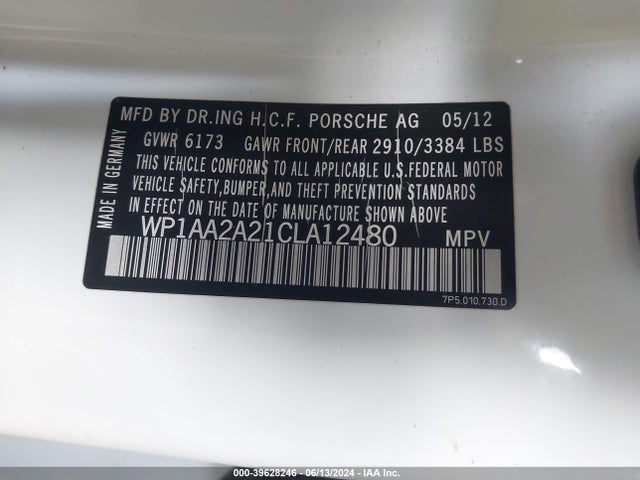 MFD BY DR.ING H.C.F. PORSCHE AG 05/12
GVWR 6173 GAWR FRONT/REAR 2910/3384 LBS
THIS VEHICLE CONFORMS TO ALL APPLICABLE U.S.FEDERAL MOTOR
VEHICLE SAFETY,BUMPER,AND THEFT PREVENTION STANDARDS
IN EFFECT ON THE DATE OF MANUFACTURE SHOWN ABOVE.
WP1AA2A21CLA12480 MPV
7P5.010.730.D
MADE IN GERMANY
000-39628246 - 06/13/2024 - IAA Inc.